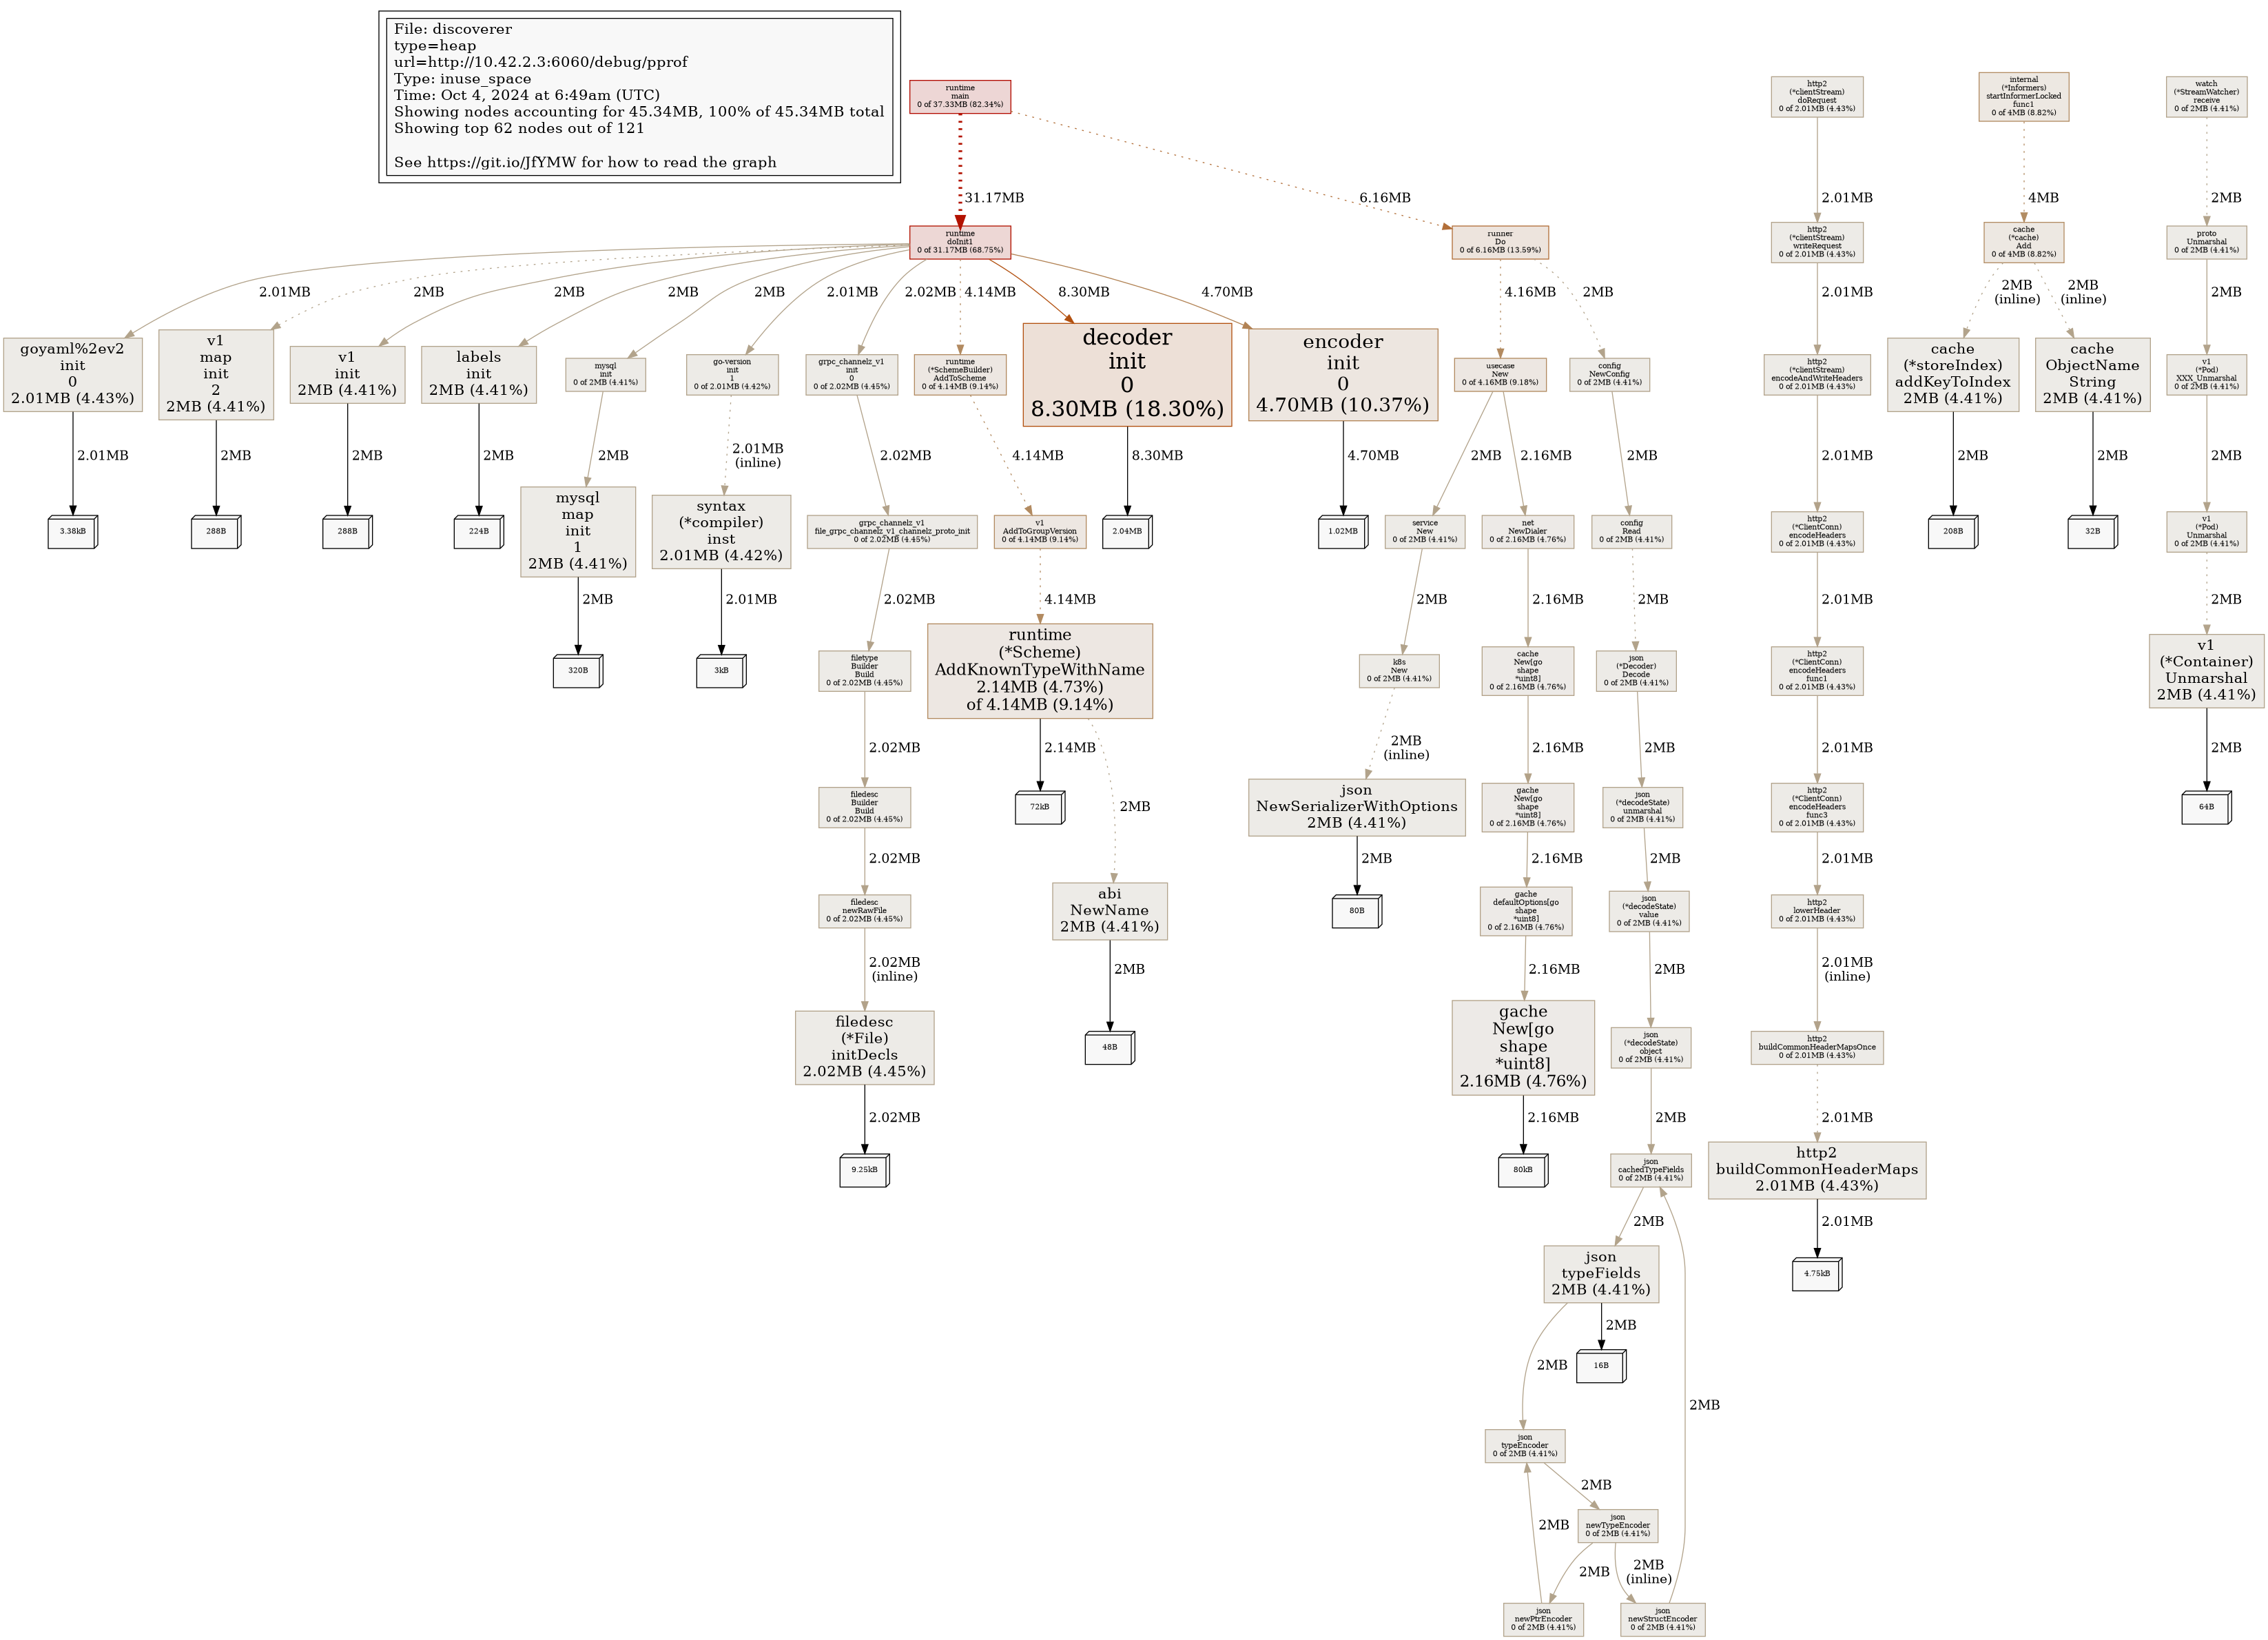 File: discoverer
type=heap
url=http://10.42.2.3:6060/debug/pprof
Type: inuse_space
Time: Oct 4, 2024 at 6:49am (UTC)
Showing nodes accounting for 45.34MB, 100% of 45.34MB total
Showing top 62 nodes out of 121
See https://git.io/JfYMW for how to read the graph
runtime
main
0 of 37.33MB (82.34%)
http2
(*clientStream)
doRequest
0 of 2.01MB (4.43%)
internal
(*Informers)
startInformerLocked
func1
0 of 4MB (8.82%)
watch
(*StreamWatcher)
receive
0 of 2MB (4.41%)
31.17MB
6.16MB
2.01MB
4MB
2MB
runtime
doInit1
0 of 31.17MB (68.75%)
runner
Do
0 of 6.16MB (13.59%)
http2
(*clientStream)
writeRequest
0 of 2.01MB (4.43%)
cache
(*cache)
Add
0 of 4MB (8.82%)
proto
Unmarshal
0 of 2MB (4.41%)
2.01MB
2MB
2MB
2MB
2MB
2.01MB
2.02MB
4.14MB
8.30MB
4.70MB
4.16MB
2MB
2.01MB
2MB
(inline)
2MB
(inline)
2MB
goyaml%2ev2
init
0
2.01MB (4.43%)
v1
map
init
2
2MB (4.41%)
v1
init
2MB (4.41%)
labels
init
2MB (4.41%)
mysql
init
0 of 2MB (4.41%)
go-version
init
1
0 of 2.01MB (4.42%)
grpc_channelz_v1
init
0
0 of 2.02MB (4.45%)
runtime
(*SchemeBuilder)
AddToScheme
0 of 4.14MB (9.14%)
decoder
init
0
8.30MB (18.30%)
encoder
init
0
4.70MB (10.37%)
usecase
New
0 of 4.16MB (9.18%)
config
NewConfig
0 of 2MB (4.41%)
http2
(*clientStream)
encodeAndWriteHeaders
0 of 2.01MB (4.43%)
cache
(*storeIndex)
addKeyToIndex
2MB (4.41%)
cache
ObjectName
String
2MB (4.41%)
v1
(*Pod)
XXX_Unmarshal
0 of 2MB (4.41%)
2.01MB
2MB
2MB
2MB
2MB
2.01MB
(inline)
2.02MB
4.14MB
8.30MB
4.70MB
2MB
2.16MB
2MB
2.01MB
2MB
2MB
2MB
3.38kB
288B
288B
224B
mysql
map
init
1
2MB (4.41%)
syntax
(*compiler)
inst
2.01MB (4.42%)
grpc_channelz_v1
file_grpc_channelz_v1_channelz_proto_init
0 of 2.02MB (4.45%)
v1
AddToGroupVersion
0 of 4.14MB (9.14%)
2.04MB
1.02MB
service
New
0 of 2MB (4.41%)
net
NewDialer
0 of 2.16MB (4.76%)
config
Read
0 of 2MB (4.41%)
http2
(*ClientConn)
encodeHeaders
0 of 2.01MB (4.43%)
208B
32B
v1
(*Pod)
Unmarshal
0 of 2MB (4.41%)
2MB
2.01MB
2.02MB
4.14MB
2MB
2.16MB
2MB
2.01MB
2MB
320B
3kB
filetype
Builder
Build
0 of 2.02MB (4.45%)
runtime
(*Scheme)
AddKnownTypeWithName
2.14MB (4.73%)
of 4.14MB (9.14%)
k8s
New
0 of 2MB (4.41%)
cache
New[go
shape
*uint8]
0 of 2.16MB (4.76%)
json
(*Decoder)
Decode
0 of 2MB (4.41%)
http2
(*ClientConn)
encodeHeaders
func1
0 of 2.01MB (4.43%)
v1
(*Container)
Unmarshal
2MB (4.41%)
2.02MB
2.14MB
2MB
2MB
(inline)
2.16MB
2MB
2.01MB
2MB
filedesc
Builder
Build
0 of 2.02MB (4.45%)
72kB
json
NewSerializerWithOptions
2MB (4.41%)
gache
New[go
shape
*uint8]
0 of 2.16MB (4.76%)
json
(*decodeState)
unmarshal
0 of 2MB (4.41%)
http2
(*ClientConn)
encodeHeaders
func3
0 of 2.01MB (4.43%)
64B
2.02MB
2MB
2.16MB
2MB
2.01MB
filedesc
newRawFile
0 of 2.02MB (4.45%)
abi
NewName
2MB (4.41%)
80B
gache
defaultOptions[go
shape
*uint8]
0 of 2.16MB (4.76%)
json
(*decodeState)
value
0 of 2MB (4.41%)
http2
lowerHeader
0 of 2.01MB (4.43%)
2.02MB
(inline)
2MB
2.16MB
2MB
2.01MB
(inline)
filedesc
(*File)
initDecls
2.02MB (4.45%)
48B
gache
New[go
shape
*uint8]
2.16MB (4.76%)
json
(*decodeState)
object
0 of 2MB (4.41%)
http2
buildCommonHeaderMapsOnce
0 of 2.01MB (4.43%)
2.02MB
2.16MB
2MB
2.01MB
9.25kB
80kB
json
cachedTypeFields
0 of 2MB (4.41%)
http2
buildCommonHeaderMaps
2.01MB (4.43%)
2MB
2.01MB
json
typeFields
2MB (4.41%)
4.75kB
2MB
2MB
16B
2MB
json
typeEncoder
0 of 2MB (4.41%)
2MB
json
newTypeEncoder
0 of 2MB (4.41%)
2MB
2MB
2MB
(inline)
json
newPtrEncoder
0 of 2MB (4.41%)
json
newStructEncoder
0 of 2MB (4.41%)